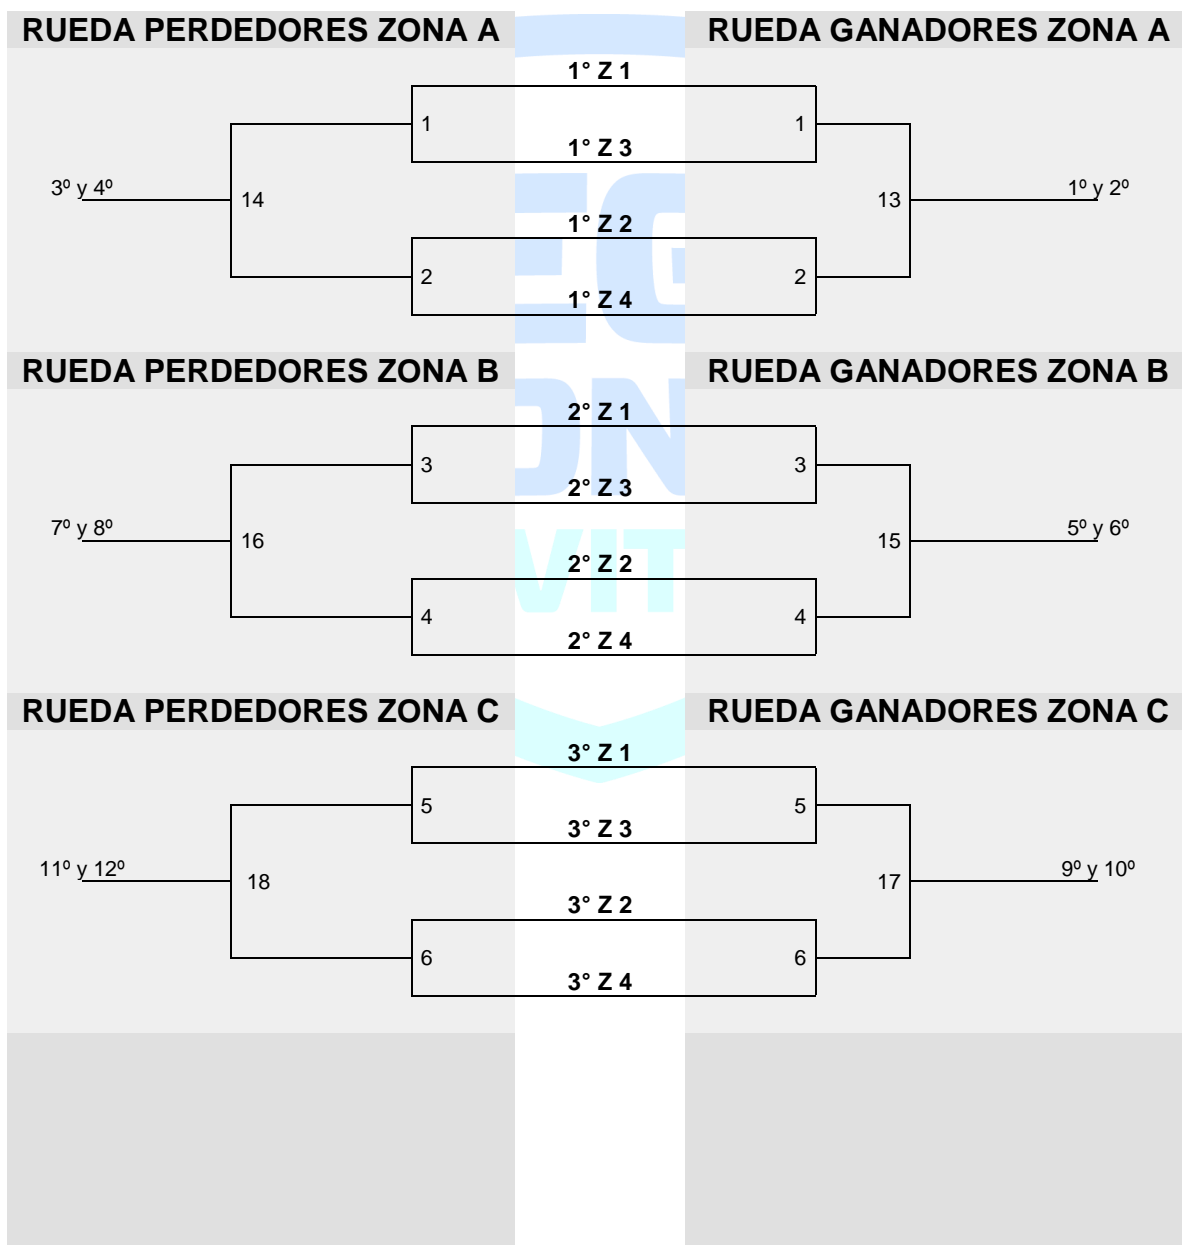 RUEDA PERDEDORES ZONA A
RUEDA GANADORES ZONA A
1° Z 1
1
1
1° Z 3
3º y 4º
14
13
1º y 2º
1° Z 2
2
2
1° Z 4
RUEDA PERDEDORES ZONA B
RUEDA GANADORES ZONA B
2° Z 1
3
3
2° Z 3
7º y 8º
16
15
5º y 6º
2° Z 2
4
4
2° Z 4
RUEDA PERDEDORES ZONA C
RUEDA GANADORES ZONA C
3° Z 1
5
5
3° Z 3
11º y 12º
18
17
9º y 10º
3° Z 2
6
6
3° Z 4